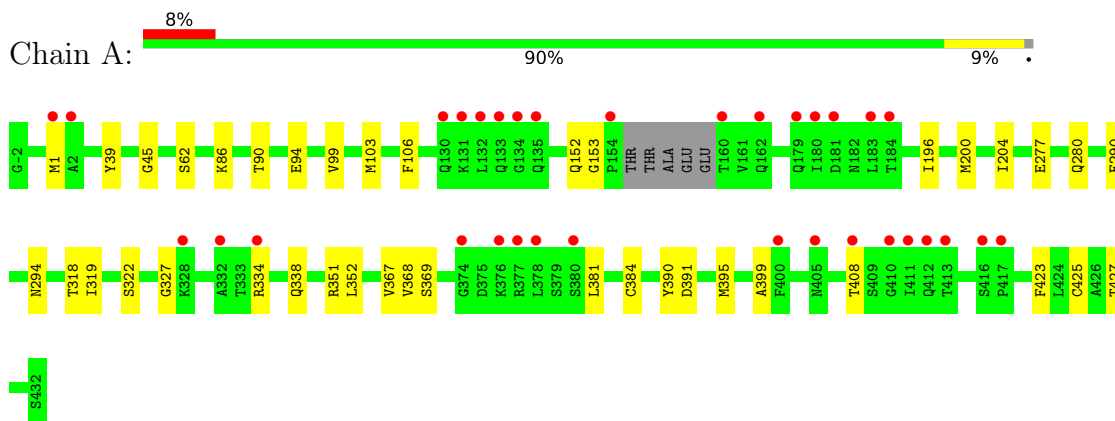 8%
Chain A:
90% 9% •
G-2 M1 A2 Y39 G45 S62 K86 T90 E94 V99 M103 F106 Q130 K131 L132 Q133 G134 Q135 Q152 G153 P154 THR THR ALA GLU GLU T160 V161 Q162 Q179 I180 D181 N182 L183 T184 I196 M200 I204 E277 Q280
N294 T318 I319 S322 G327 K328 A332 T333 R334 Q338 R351 L352 V367 V368 S369 G374 D375 K376 R377 L378 S379 S380 L381 C384 Y390 D391 M395 A399 F400 N405 T408 S409 G410 I411 Q412 T413 S416 P417 F423 L424 C425 A426 T427
S432